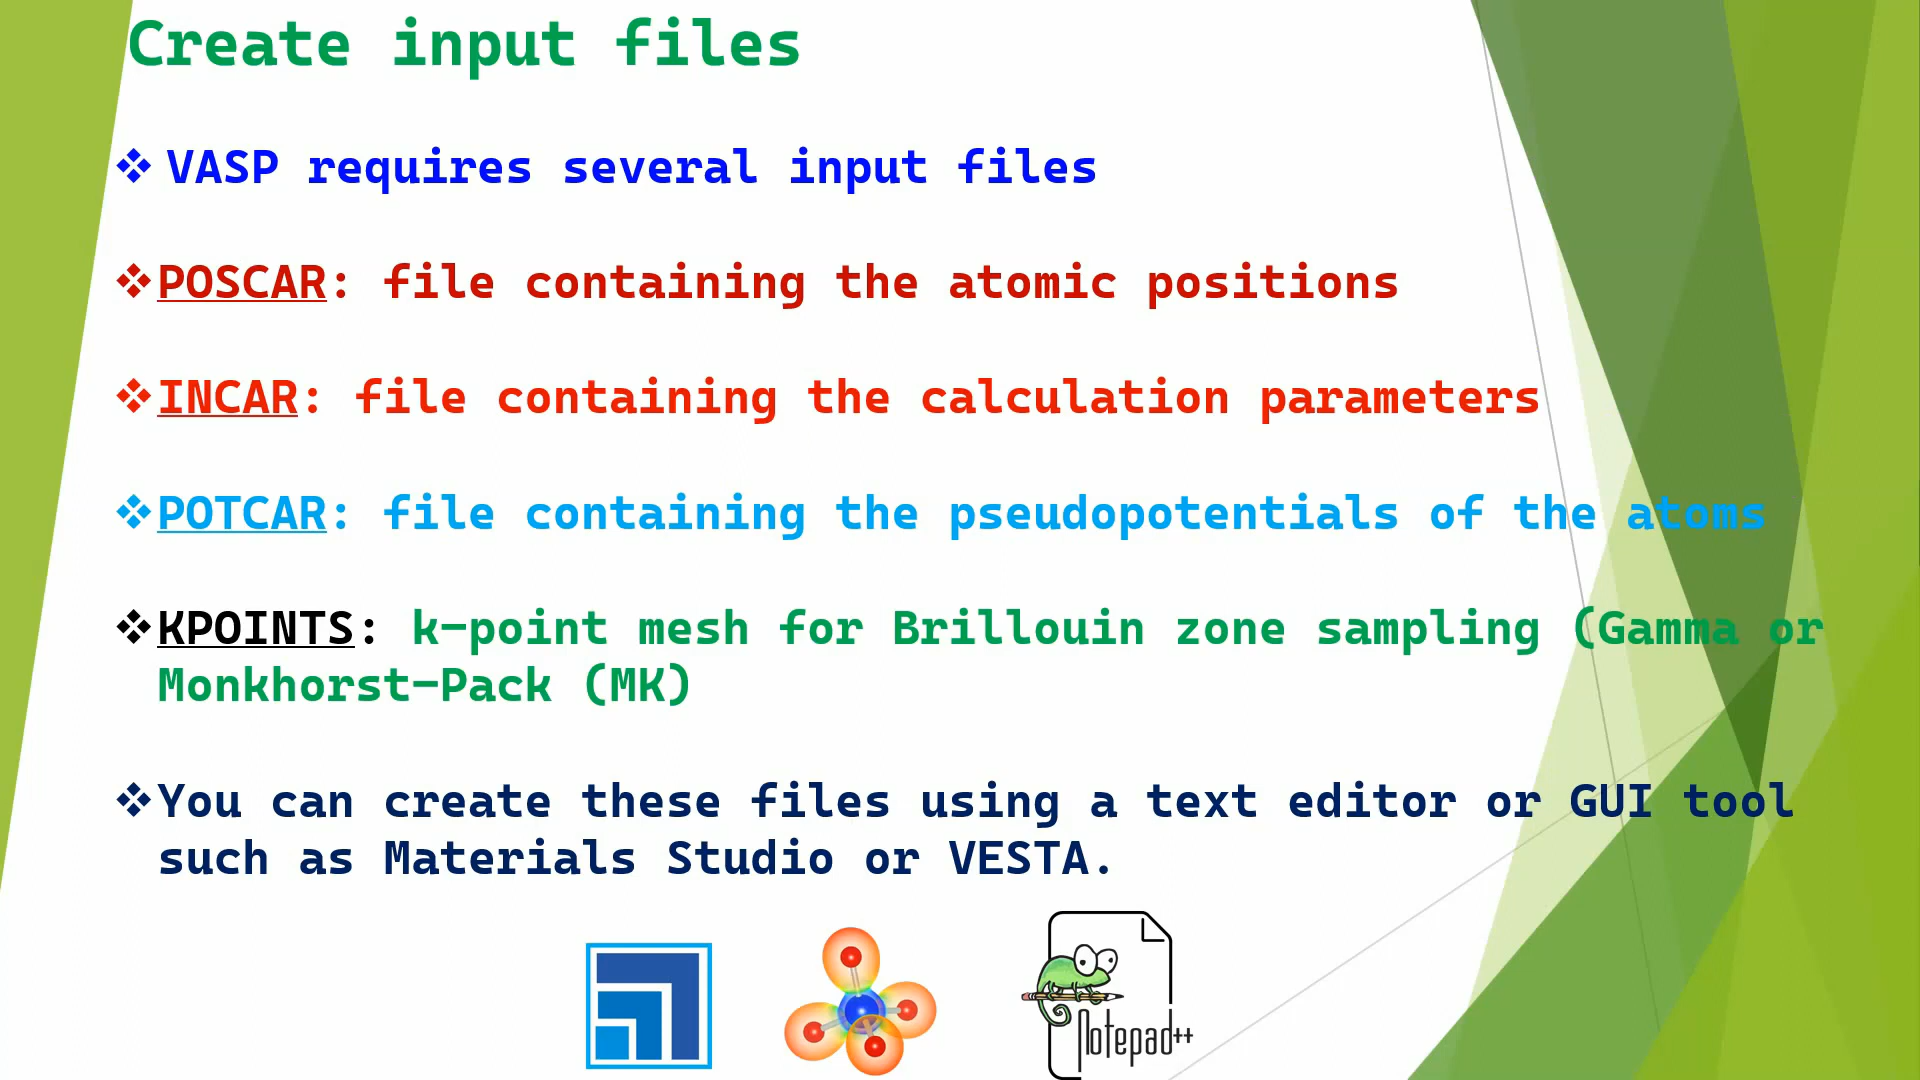 Create input files
VASP requires several input files
POSCAR: file containing the atomic positions
INCAR: file containing the calculation parameters
POTCAR: file containing the pseudopotentials of the atoms
KPOINTS: k-point mesh for Brillouin zone sampling (Gamma or
Monkhorst-Pack (MK)
You can create these files using a text editor or GUI tool
such as Materials Studio or VESTA.
Notepad++